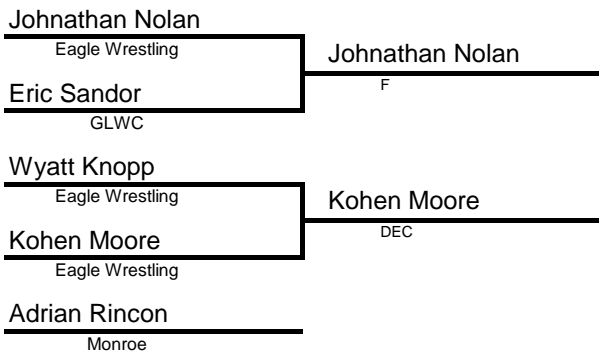 Johnathan Nolan
Eagle Wrestling
Eric Sandor
GLWC
Wyatt Knopp
Eagle Wrestling
Kohen Moore
Eagle Wrestling
Adrian Rincon
Monroe
Johnathan Nolan
F
Kohen Moore
DEC